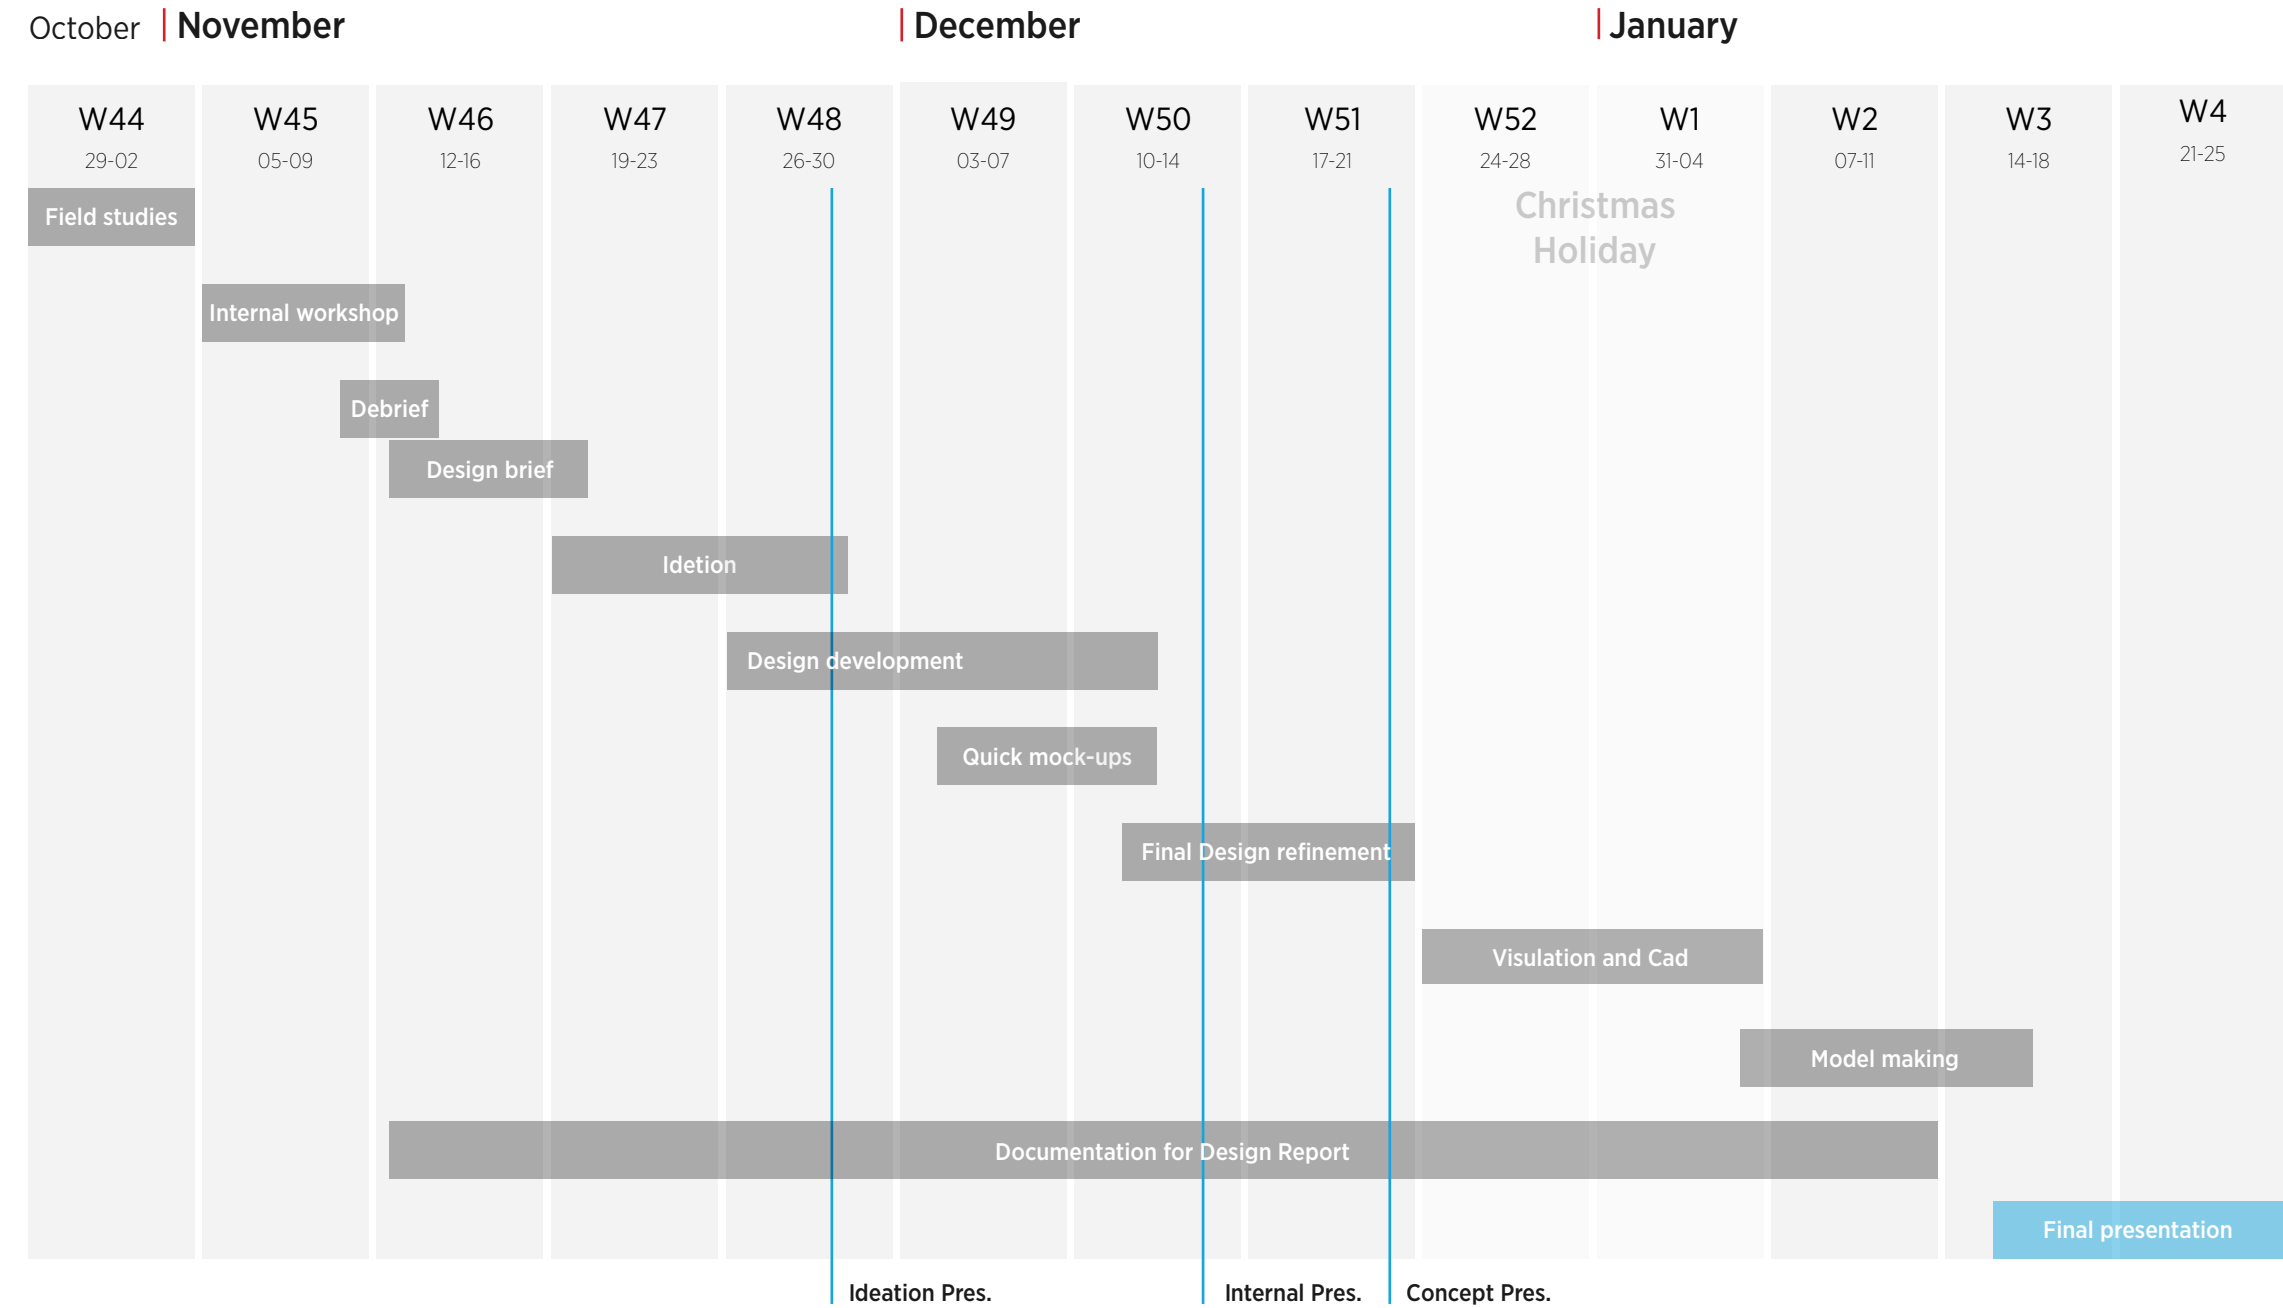 October November December January
W44 W45 W46 W47 W48 W49 W50 W51 W52 W1 W2 W3 W4
29-02 05-09 12-16 19-23 26-30 03-07 10-14 17-21 24-28 31-04 07-11 14-18 21-25
Christmas
Holiday
Field studies
Internal workshop
Debrief
Design brief
Idetion
Design development
Quick mock-ups
Final Design refinement
Visulation and Cad
Model making
Documentation for Design Report
Final presentation
Ideation Pres. Internal Pres. Concept Pres.